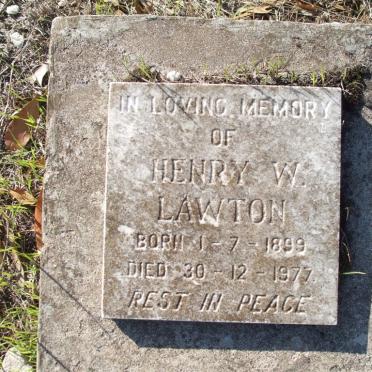 IN LOVING MEMORY
OF
HENRY W.
LAWTON
BORN 1-7-1899
DIED 30-12-1977
REST IN PEACE